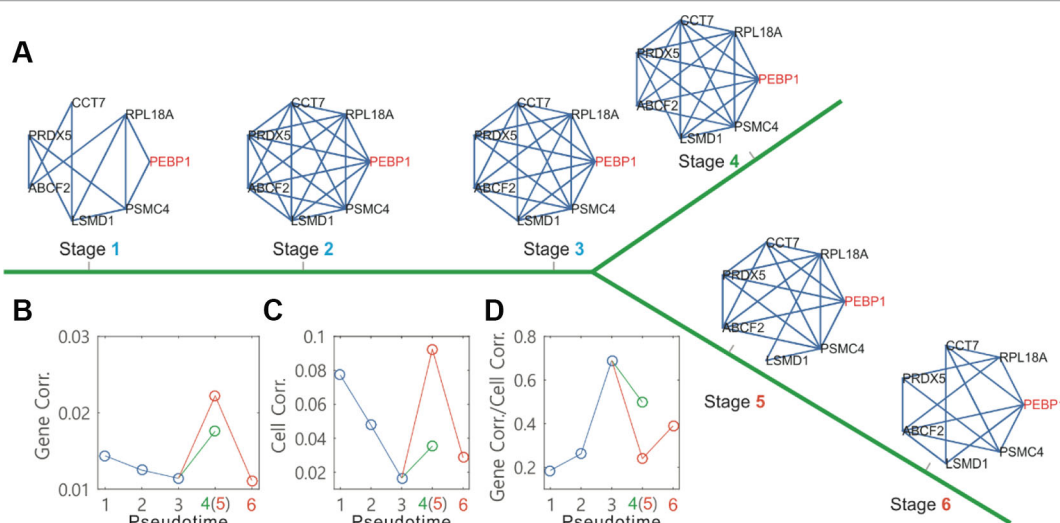 A
CCT7
RPL18A
PRDX5
PEBP1
ABCF2
PSMC4
LSMD1
Stage 1
CCT7
RPL18A
PRDX5
PEBP1
ABCF2
PSMC4
LSMD1
Stage 2
CCT7
RPL18A
PRDX5
PEBP1
ABCF2
PSMC4
LSMD1
Stage 3
CCT7
RPL18A
PRDX5
PEBP1
ABCF2
PSMC4
LSMD1
Stage 4
CCT7
RPL18A
PRDX5
PEBP1
ABCF2
PSMC4
LSMD1
Stage 5
CCT7
RPL18A
PRDX5
PEBP
ABCF2
PSMC4
LSMD1
Stage 6
B
Gene Corr.
0.03
0.02
0.01
1 2 3 4(5) 6
Pseudotime
C
Cell Corr.
0.1
0.08
0.06
0.04
0.02
1 2 3 4(5) 6
Pseudotime
D
Gene Corr./Cell Corr.
0.8
0.6
0.4
0.2
1 2 3 4(5) 6
Pseudotime